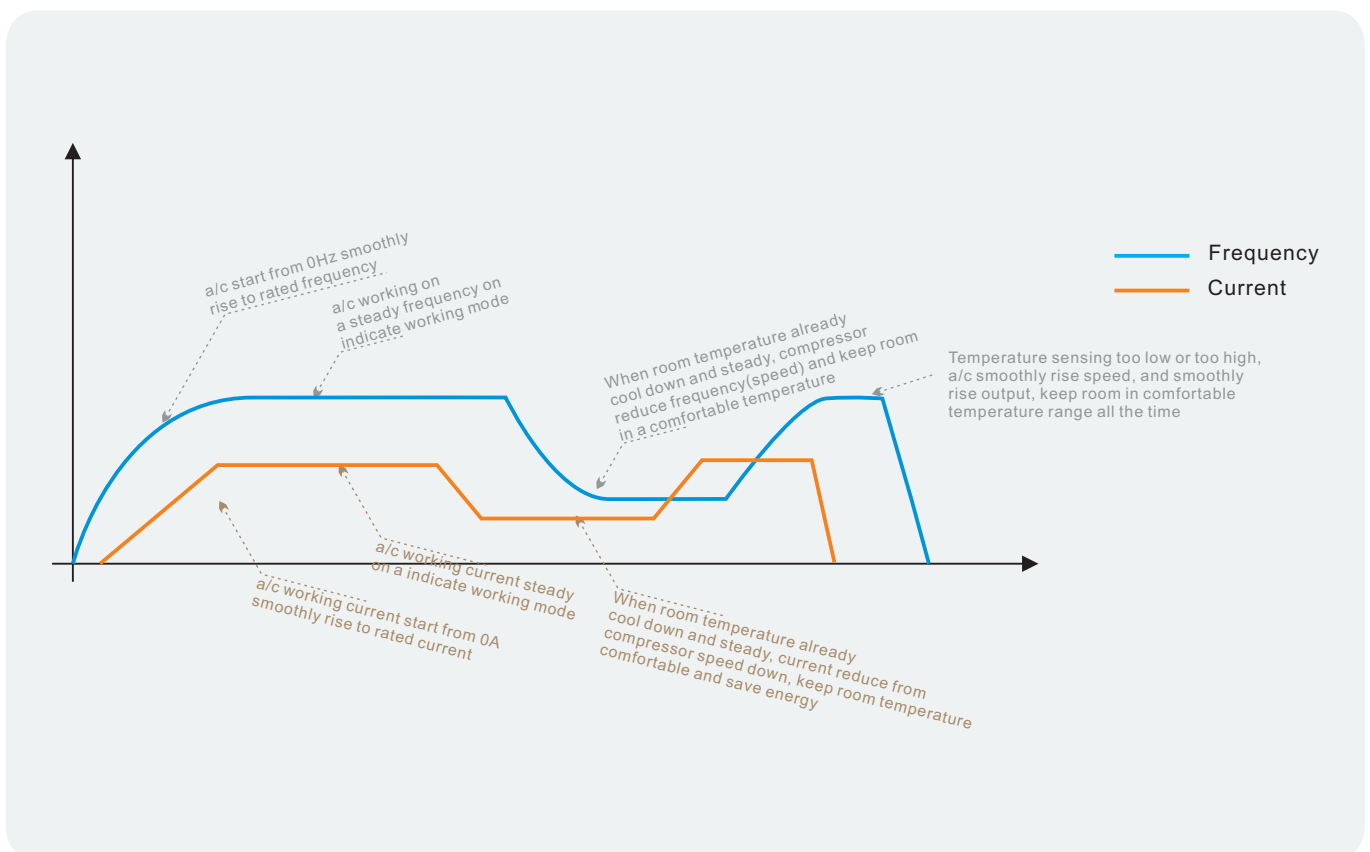 a/c start from 0Hz smoothly
rise to rated frequency
a/c working on
a steady frequency on
indicate working mode
When room temperature already
cool down and steady, compressor
reduce frequency(speed) and keep room
in a comfortable temperature
Frequency
Current
Temperature sensing too low or too high,
a/c smoothly rise speed, and smoothly
rise output, keep room in comfortable
temperature range all the time
a/c working current steady
on a indicate working mode
a/c working current start from 0A
smoothly rise to rated current
When room temperature already
cool down and steady, current reduce from
compressor speed down, keep room temperature
comfortable and save energy